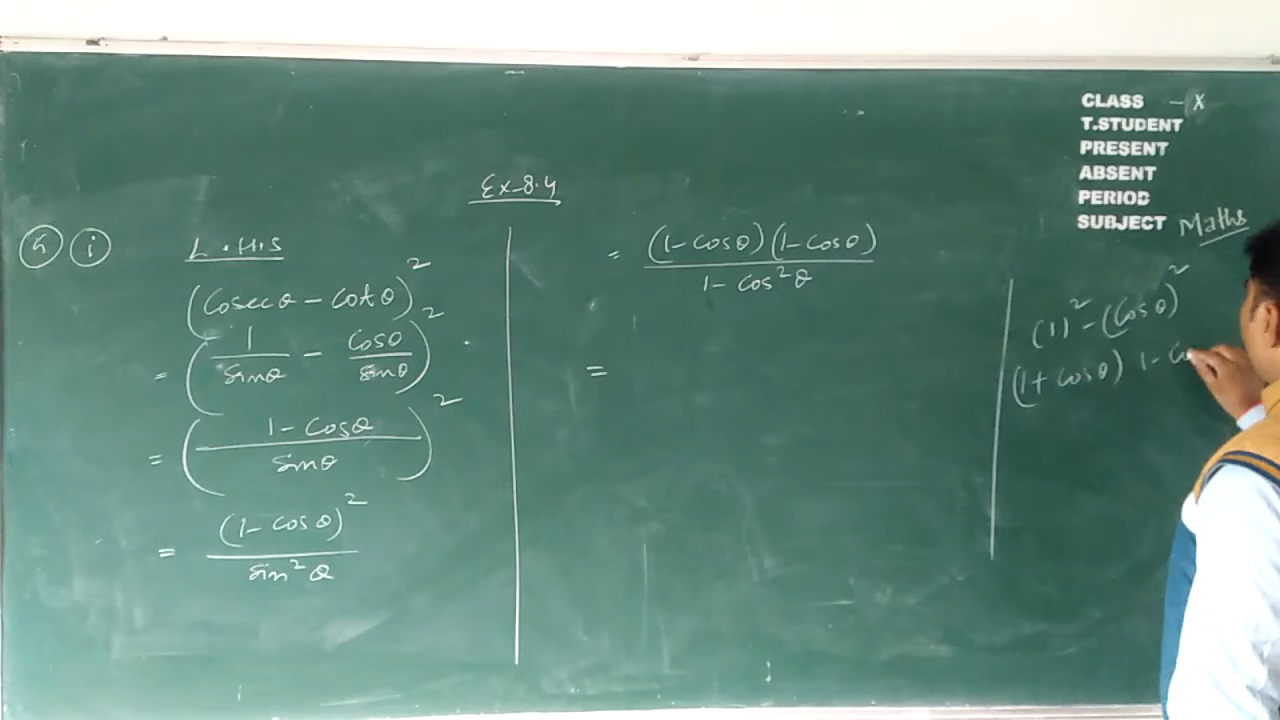 CLASS - X
T.STUDENT
PRESENT
ABSENT
PERIOD
SUBJECT Maths
Ex-8.4
5 i L.H.S
(Cosecθ - Cotθ)²
= (1/sinθ - Cosθ/sinθ)²
= (1 - Cosθ/sinθ)²
= (1 - Cosθ)²/sin²θ
= (1 - Cosθ)(1 - Cosθ)/1 - Cos²θ
=
(1)² - (Cosθ)²
(1 + Cosθ) 1 - Co